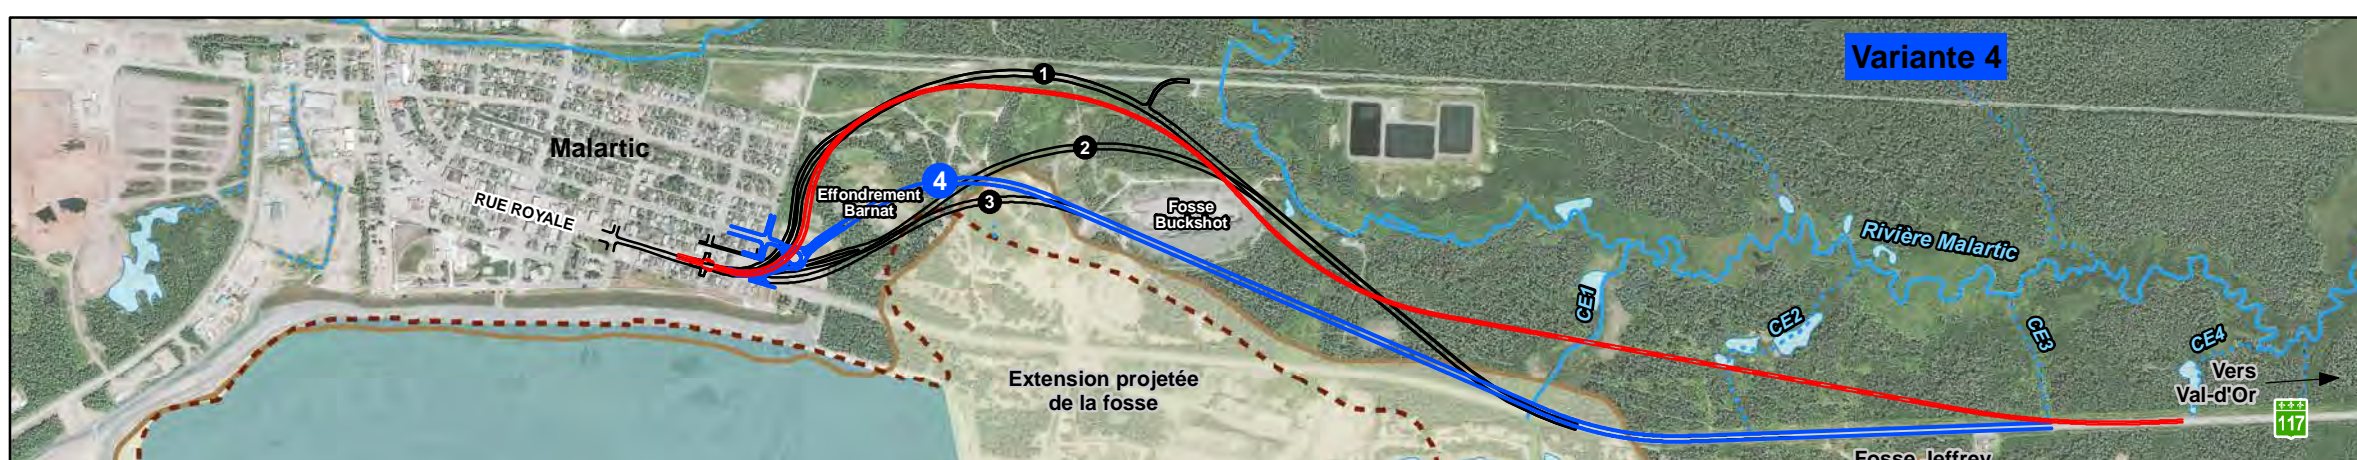 Variante 4
1
Malartic
2
4
Effondrement
Barnat
3
RUE ROYALE
Fosse
Buckshot
Rivière Malartic
CE1
CE2
CE3
CE4
Extension projetée
de la fosse
Vers
Val-d'Or
117
Fosse Jeffrey